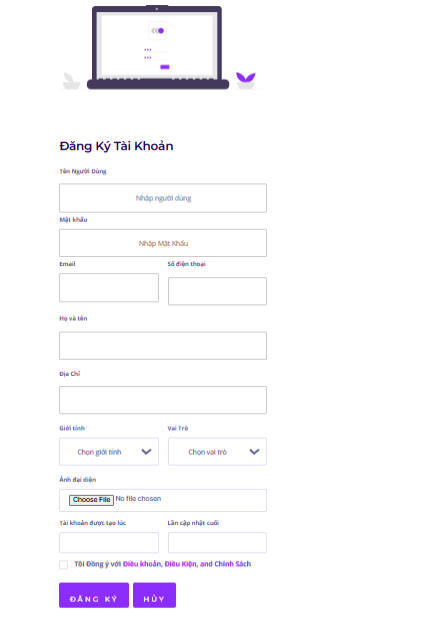 Đăng Ký Tài Khoản
Tên Người Dùng
Nhập người dùng
Mật khẩu
Nhập Mật Khẩu
Email Số điện thoại
Họ và tên
Địa Chỉ
Giới tính Vai Trò
Chọn giới tính Chọn vai trò
Ảnh đại diện
Choose File No file chosen
Tài khoản được tạo lúc Lần cập nhật cuối
Tôi Đồng ý với Điều khoản, Điều Kiện, and Chính Sách
ĐĂNG KÝ HỦY